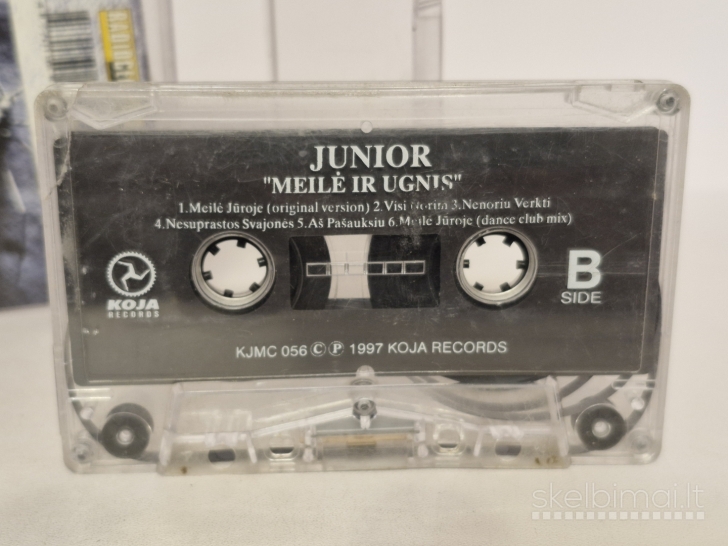 JUNIOR
"MEILĖ IR UGNIS"
1.Meilė Jūroje (original version) 2.Visi Norim 3.Nenoriu Verkti
4.Nesuprastos Svajonės 5.Aš Pašauksiu 6.Meilė Jūroje (dance club mix)
KOJA
RECORDS
B
SIDE
KJMC 056 © ℗ 1997 KOJA RECORDS
skelbimai.lt